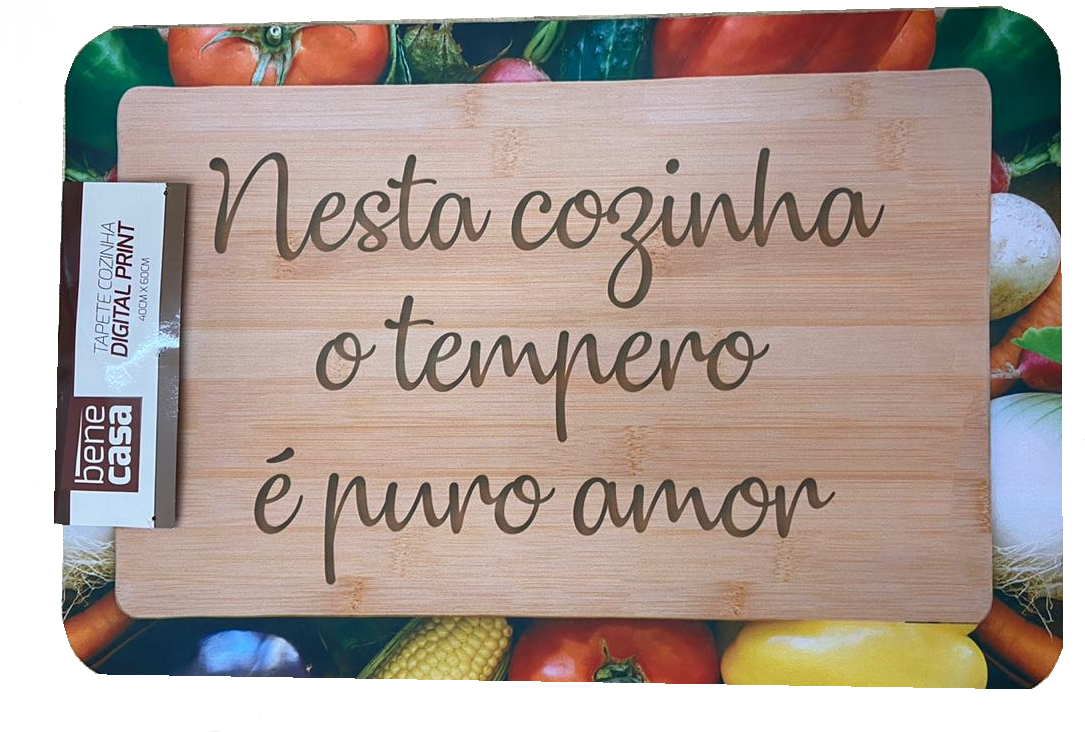 Nesta cozinha
o tempero
é puro amor
TAPETE COZINHA
DIGITAL PRINT
40CM X 60CM
bene
casa